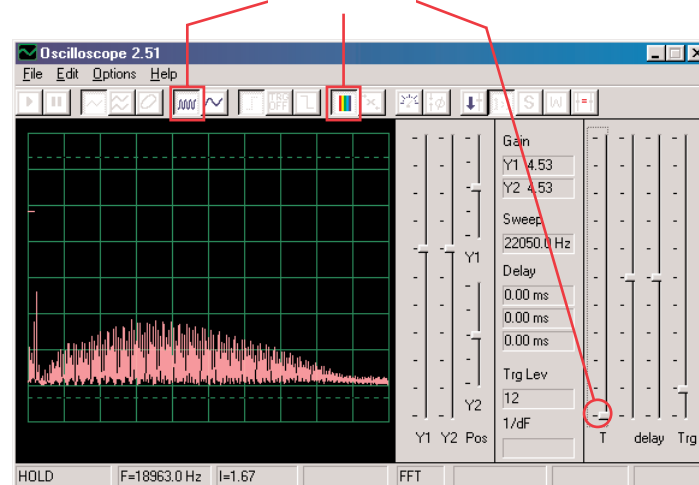 Oscilloscope 2.51
File Edit Options Help
TRG OFF
S
Gain
Y1 4.53
Y2 4.53
Sweep
22050.0 Hz
Delay
0.00 ms
0.00 ms
0.00 ms
Trg Lev
12
1/dF
Y1
Y2
Y1 Y2 Pos
T delay Trg
HOLD F=18963.0 Hz I=1.67 FFT